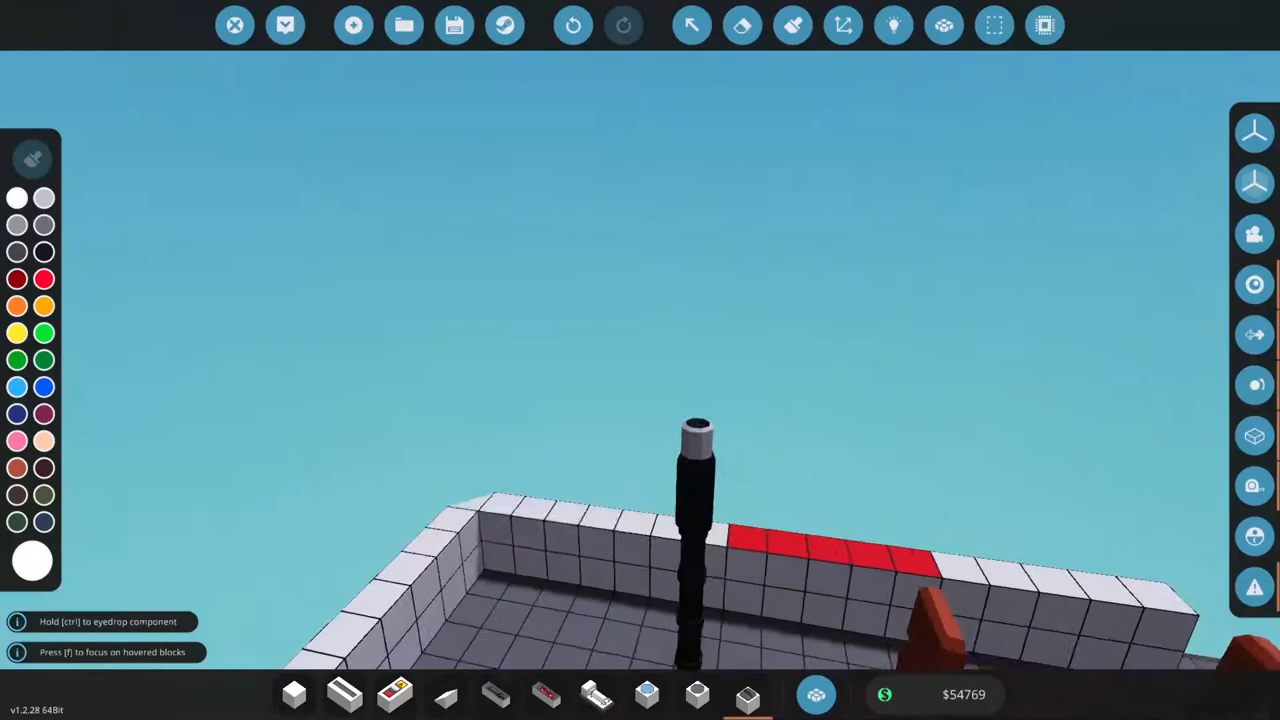 Hold [ctrl] to eyedrop component
Press [f] to focus on hovered blocks
$54769
v1.2.28 64Bit